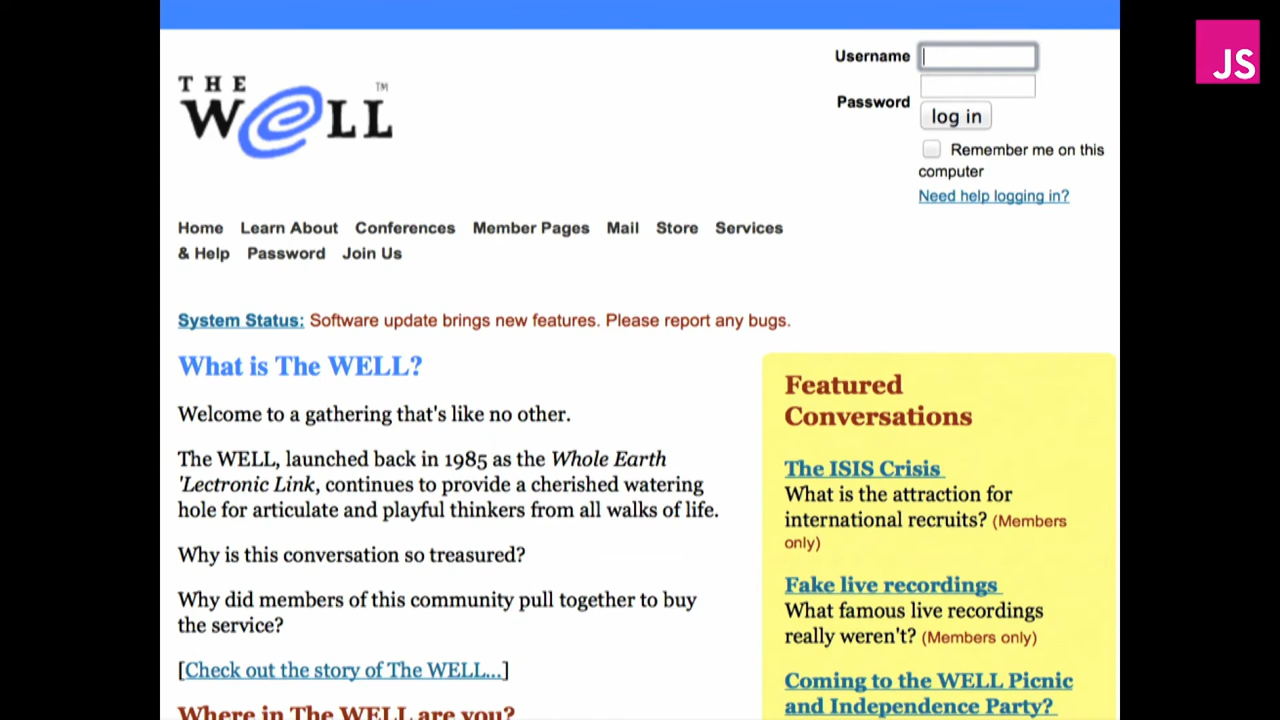 JS
THE
WeLL™
Username
Password
log in
Remember me on this
computer
Need help logging in?
Home Learn About Conferences Member Pages Mail Store Services
& Help Password Join Us
System Status: Software update brings new features. Please report any bugs.
What is The WELL?
Welcome to a gathering that's like no other.
The WELL, launched back in 1985 as the Whole Earth
'Lectronic Link, continues to provide a cherished watering
hole for articulate and playful thinkers from all walks of life.
Why is this conversation so treasured?
Why did members of this community pull together to buy
the service?
[Check out the story of The WELL...]
Where in The WELL are you?
Featured
Conversations
The ISIS Crisis
What is the attraction for
international recruits? (Members
only)
Fake live recordings
What famous live recordings
really weren't? (Members only)
Coming to the WELL Picnic
and Independence Party?